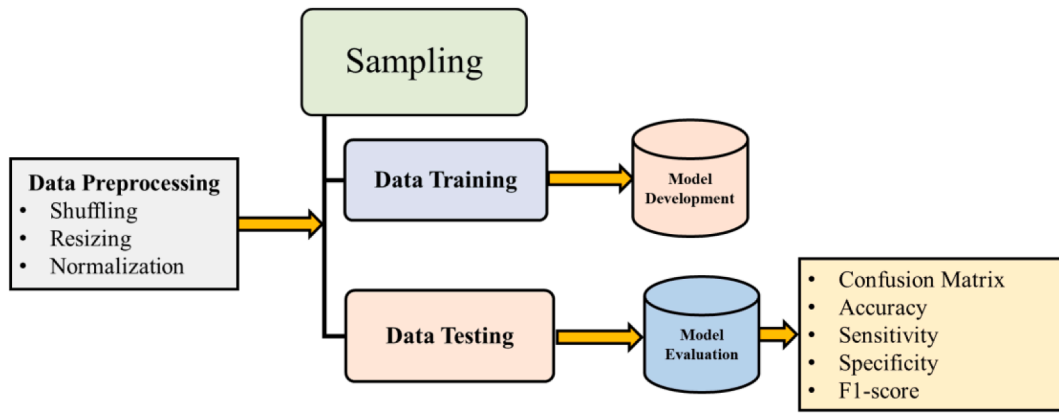 Sampling
Data Preprocessing
• Shuffling
• Resizing
• Normalization
Data Training
Model
Development
Data Testing
Model
Evaluation
• Confusion Matrix
• Accuracy
• Sensitivity
• Specificity
• F1-score